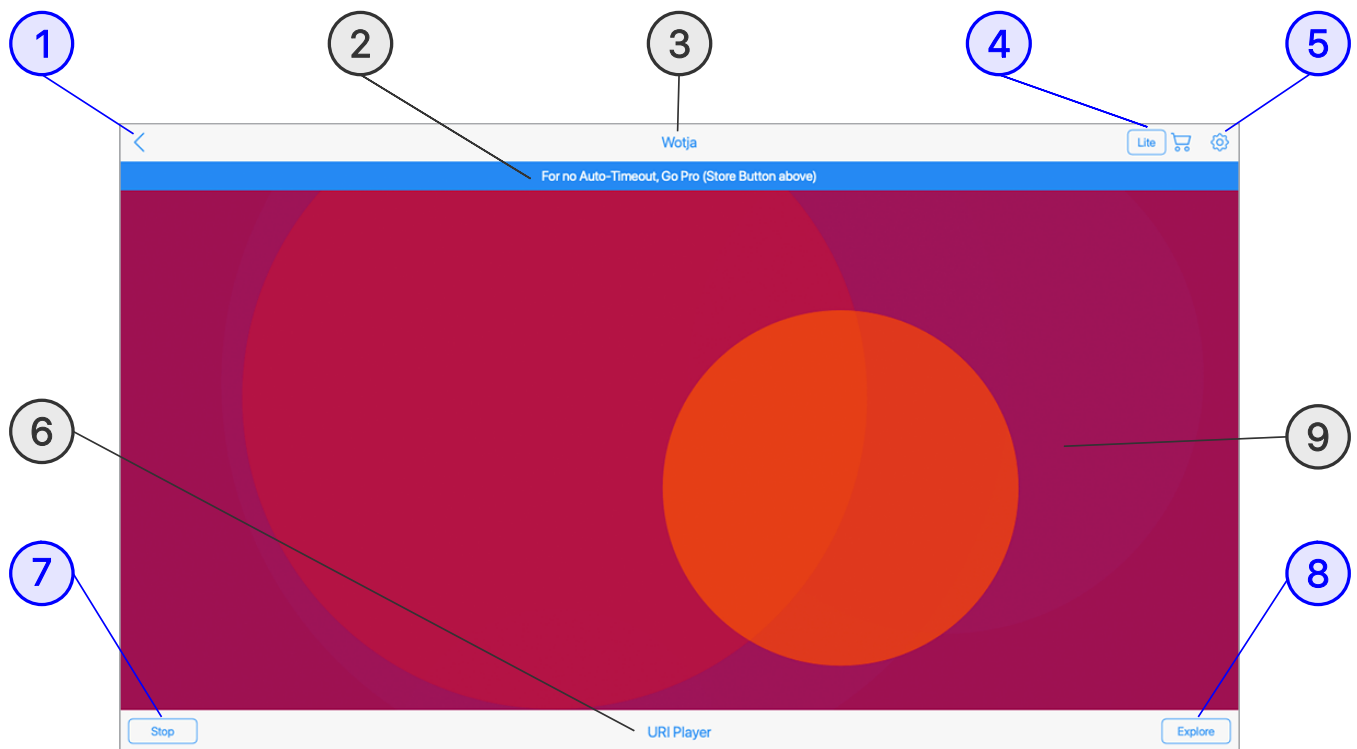 1
2
3
4
5
Wotja
Lite
For no Auto-Timeout, Go Pro (Store Button above)
6
9
7
8
Stop
URI Player
Explore